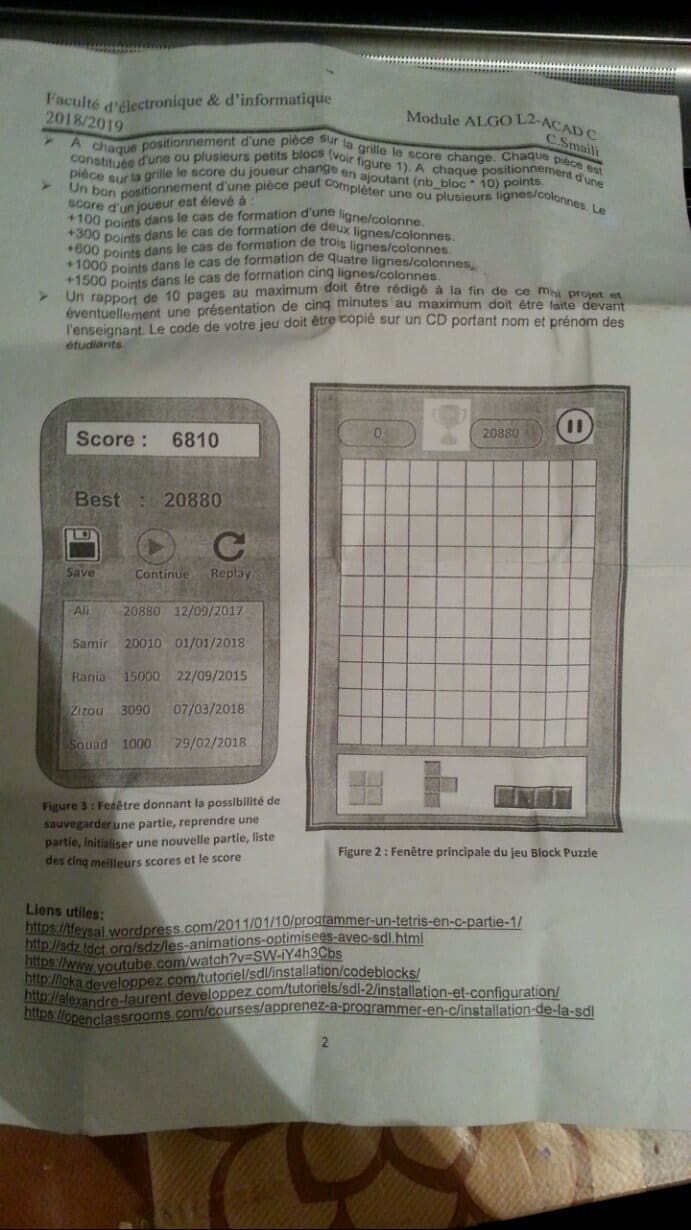 Faculté d'électronique & d'informatique
2018/2019
Module ALGO L2-ACAD C
C.Smaili
➢ A chaque positionnement d'une pièce sur la grille le score change. Chaque pièce est
constituée d'une ou plusieurs petits blocs (voir figure 1). A chaque positionnement d'une
pièce sur la grille le score du joueur change en ajoutant (nb_bloc * 10) points.
➢ Un bon positionnement d'une pièce peut compléter une ou plusieurs lignes/colonnes. Le
score d'un joueur est élevé à :
+100 points dans le cas de formation d'une ligne/colonne.
+300 points dans le cas de formation de deux lignes/colonnes.
+600 points dans le cas de formation de trois lignes/colonnes.
+1000 points dans le cas de formation de quatre lignes/colonnes.
+1500 points dans le cas de formation cinq lignes/colonnes.
➢ Un rapport de 10 pages au maximum doit être rédigé à la fin de ce mini projet et
éventuellement une présentation de cinq minutes au maximum doit être faite devant
l'enseignant. Le code de votre jeu doit être copié sur un CD portant nom et prénom des
étudiants.
Score : 6810
Best : 20880
Save Continue Replay
Ali 20880 12/09/2017
Samir 20010 01/01/2018
Rania 15000 22/09/2015
Zizou 3090 07/03/2018
Souad 1000 29/02/2018
Figure 3 : Fenêtre donnant la possibilité de
sauvegarder une partie, reprendre une
partie, initialiser une nouvelle partie, liste
des cinq meilleurs scores et le score
0 20880
Figure 2 : Fenêtre principale du jeu Block Puzzle
Liens utiles:
https://tfeysal.wordpress.com/2011/01/10/programmer-un-tetris-en-c-partie-1/
http://sdz.tdct.org/sdz/les-animations-optimisees-avec-sdl.html
https://www.youtube.com/watch?v=SW-iY4h3Cbs
http://loka.developpez.com/tutoriel/sdl/installation/codeblocks/
http://alexandre-laurent.developpez.com/tutoriels/sdl-2/installation-et-configuration/
https://openclassrooms.com/courses/apprenez-a-programmer-en-c/installation-de-la-sdl
2